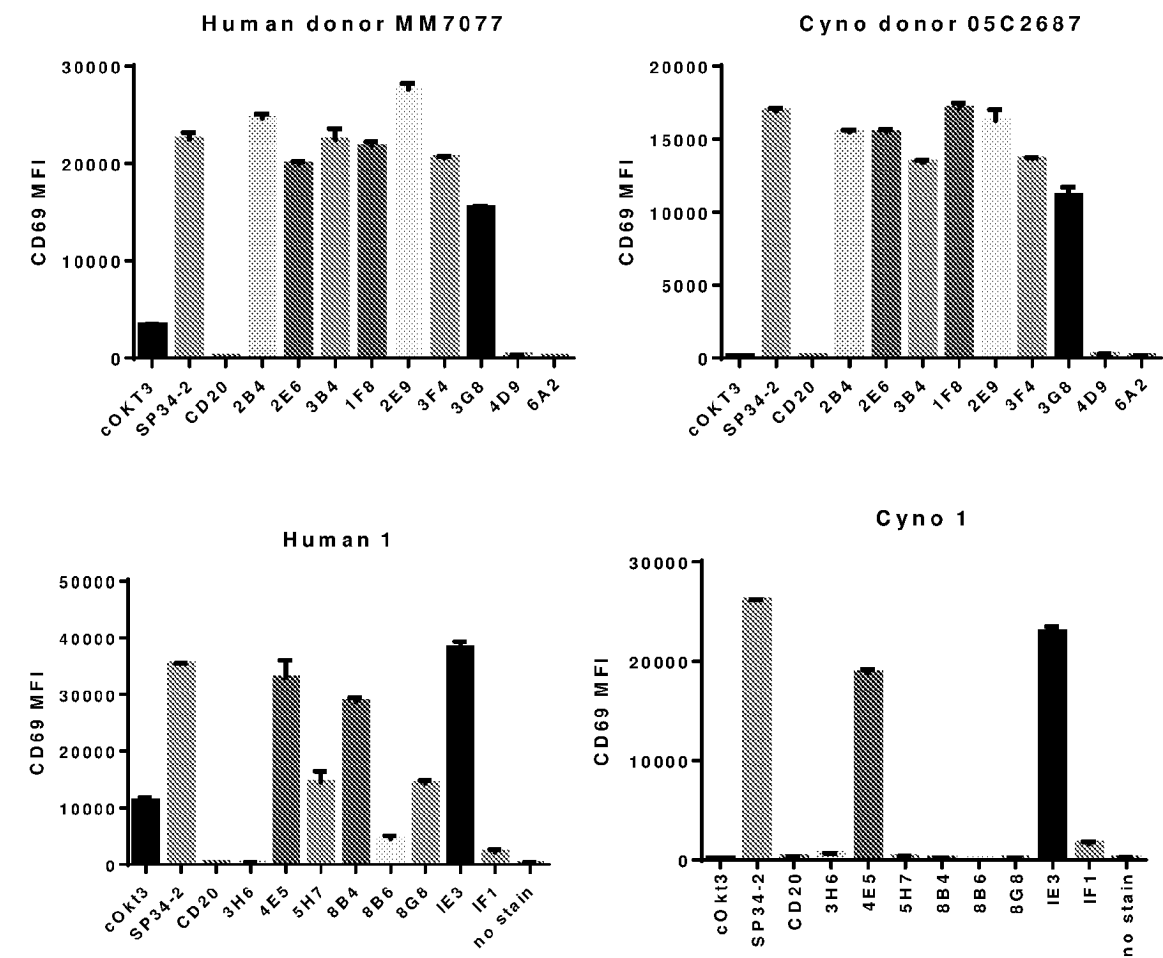 Human donor MM7077
CD69 MFI
30000
20000
10000
0
cOKT3 SP34-2 CD20 2B4 2E6 3B4 1F8 2E9 3F4 3G8 4D9 6A2
Cyno donor 05C2687
CD69 MFI
20000
15000
10000
5000
0
cOKT3 SP34-2 CD20 2B4 2E6 3B4 1F8 2E9 3F4 3G8 4D9 6A2
Human 1
CD69 MFI
50000
40000
30000
20000
10000
0
cOkt3 SP34-2 CD20 3H6 4E5 5H7 8B4 8B6 8G8 IE3 IF1 no stain
Cyno 1
CD69 MFI
30000
20000
10000
0
cOkt3 SP34-2 CD20 3H6 4E5 5H7 8B4 8B6 8G8 IE3 IF1 no stain